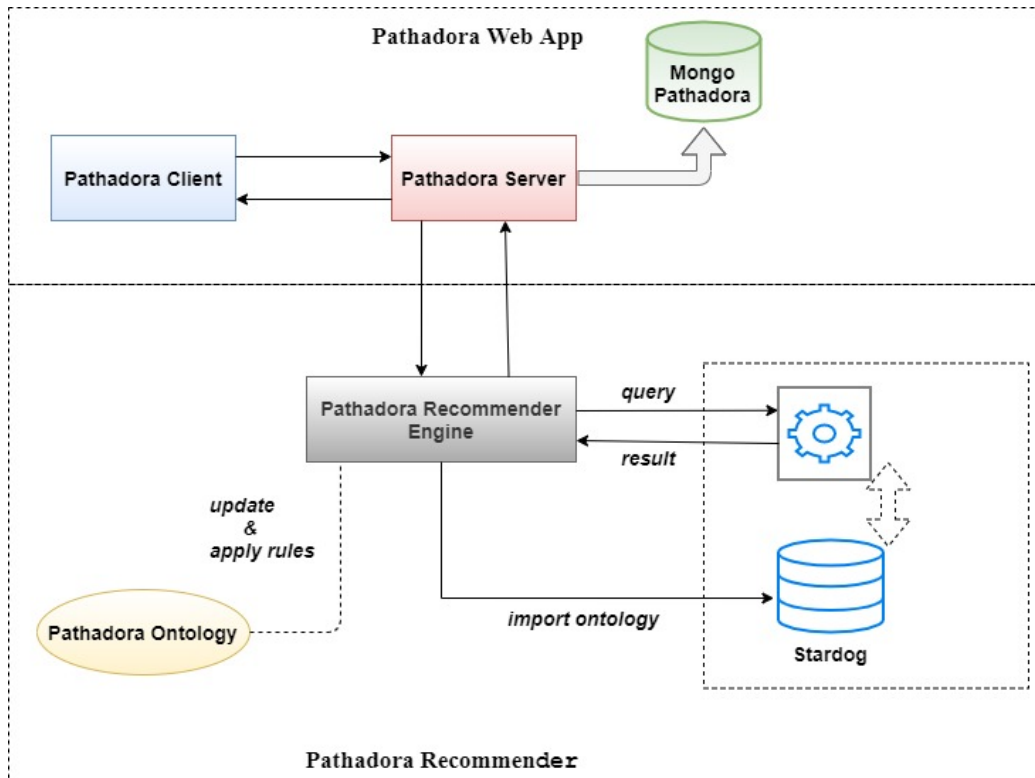 Pathadora Web App
Mongo
Pathadora
Pathadora Client
Pathadora Server
Pathadora Recommender
Engine
query
result
update
&
apply rules
Pathadora Ontology
import ontology
Stardog
Pathadora Recommender